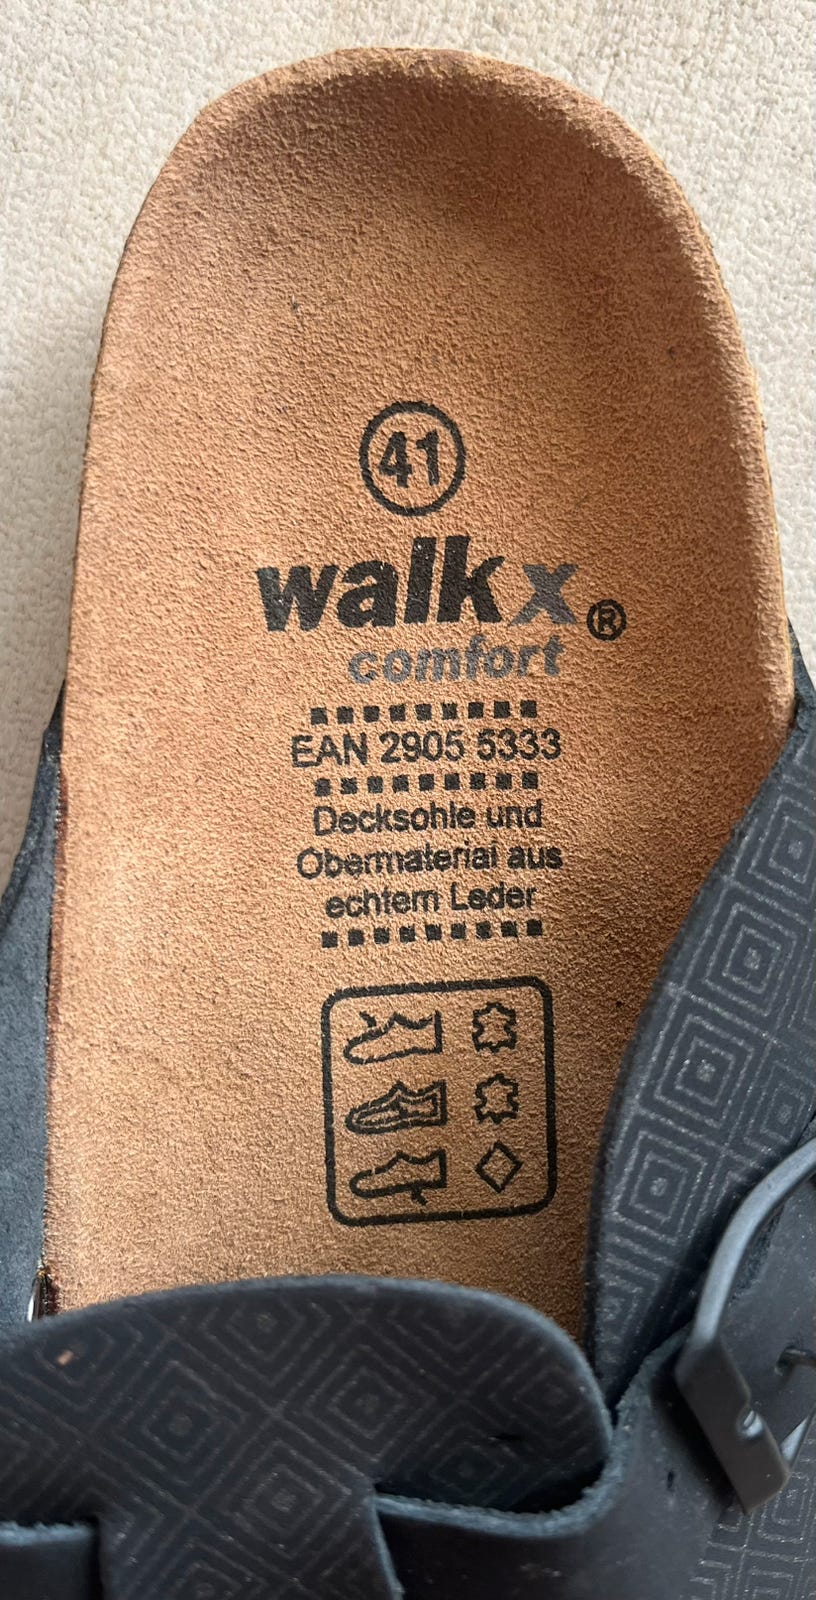 41
walkx®
comfort
EAN 2905 5333
Decksohle und
Obermaterial aus
echtem Leder